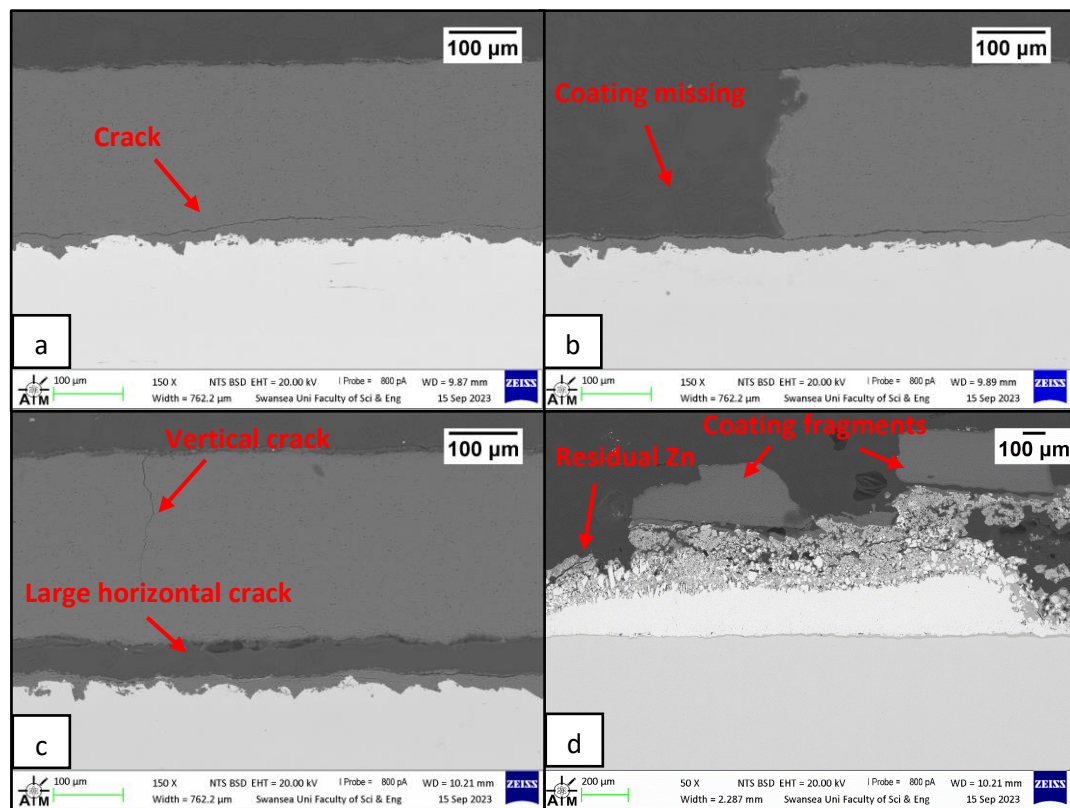 100 µm
Crack
a
100 µm
150 X
NTS BSD EHT = 20.00 kV
I Probe = 800 pA
WD = 9.87 mm
ZEISS
ATM
Width = 762.2 µm
Swansea Uni Faculty of Sci & Eng
15 Sep 2023
100 µm
Coating missing
b
100 µm
150 X
NTS BSD EHT = 20.00 kV
I Probe = 800 pA
WD = 9.89 mm
ZEISS
ATM
Width = 762.2 µm
Swansea Uni Faculty of Sci & Eng
15 Sep 2023
Vertical crack
100 µm
Large horizontal crack
c
100 µm
150 X
NTS BSD EHT = 20.00 kV
I Probe = 800 pA
WD = 10.21 mm
ZEISS
ATM
Width = 762.2 µm
Swansea Uni Faculty of Sci & Eng
15 Sep 2023
Coating fragments
100 µm
Residual Zn
d
200 µm
50 X
NTS BSD EHT = 20.00 kV
I Probe = 800 pA
WD = 10.21 mm
ZEISS
ATM
Width = 2.287 mm
Swansea Uni Faculty of Sci & Eng
15 Sep 2023